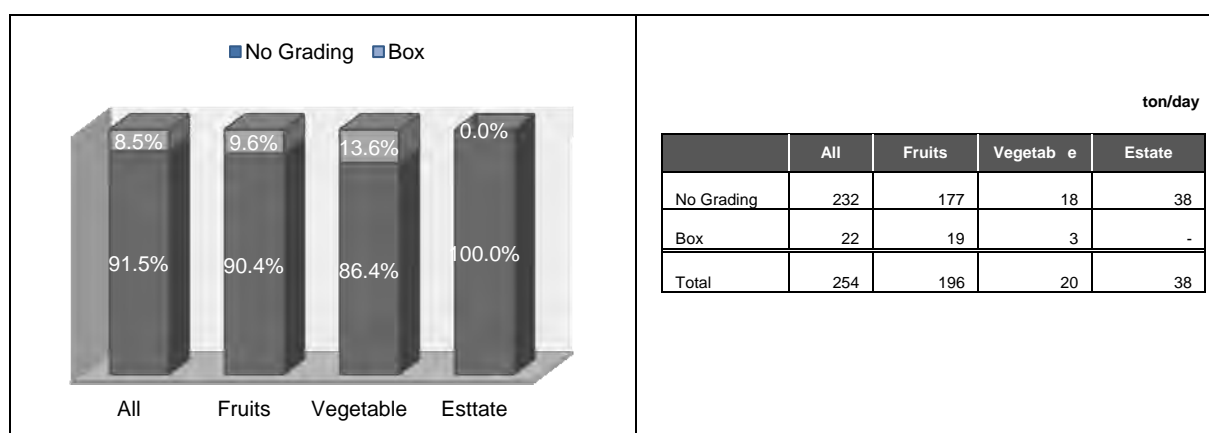 No Grading Box
8.5% 9.6% 13.6% 0.0%
91.5% 90.4% 86.4% 100.0%
All Fruits Vegetable Esttate
ton/day
All Fruits Vegetab e Estate
No Grading 232 177 18 38
Box 22 19 3 -
Total 254 196 20 38